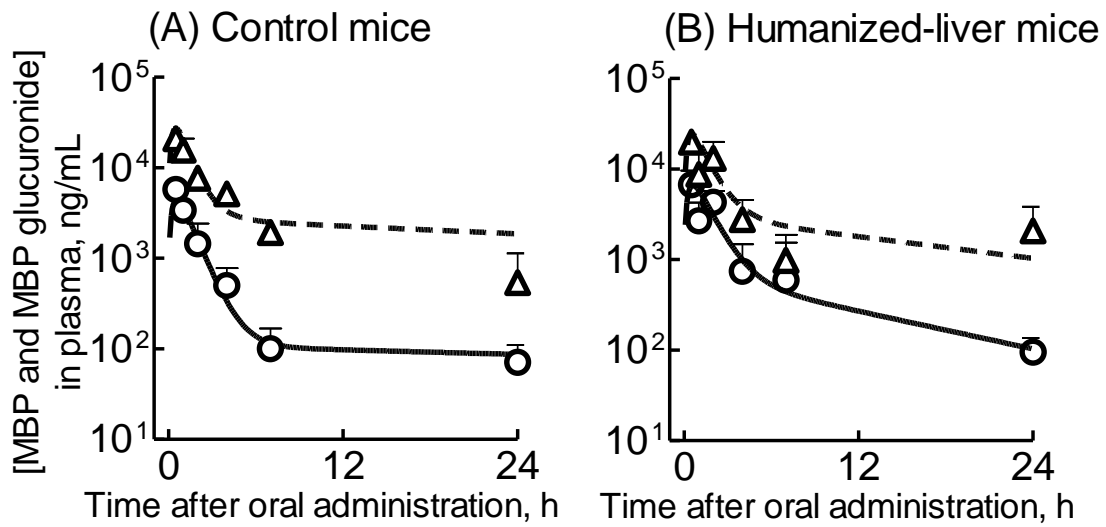 (A) Control mice
(B) Humanized-liver mice
[MBP and MBP glucuronide]
in plasma, ng/mL
10⁵
10⁴
10³
10²
10¹
0
12
24
Time after oral administration, h
10⁵
10⁴
10³
10²
10¹
0
12
24
Time after oral administration, h